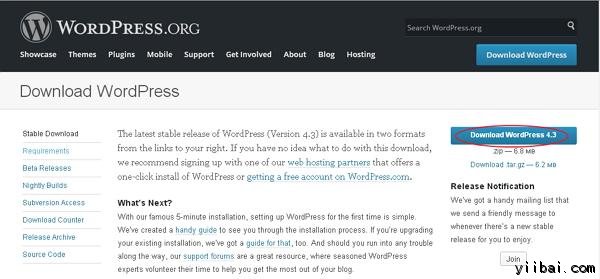 WORDPRESS.ORG
Search WordPress.org
Showcase Themes Plugins Mobile Support Get Involved About Blog Hosting
Download WordPress
Download WordPress
Stable Download
Requirements
Beta Releases
Nightly Builds
Subversion Access
Download Counter
Release Archive
Source Code
The latest stable release of WordPress (Version 4.3) is available in two formats
from the links to your right. If you have no idea what to do with this download,
we recommend signing up with one of our web hosting partners that offers a
one-click install of WordPress or getting a free account on WordPress.com.
What's Next?
With our famous 5-minute installation, setting up WordPress for the first time is simple.
We've created a handy guide to see you through the installation process. If you're upgrading
your existing installation, we've got a guide for that, too. And should you run into any trouble
along the way, our support forums are a great resource, where seasoned WordPress
experts volunteer their time to help you get the most out of your blog.
Download WordPress 4.3
.zip — 6.8 MB
Download .tar.gz — 6.2 MB
Release Notification
We've got a handy mailing list that
we send a friendly message to
whenever there's a new stable
release for you to enjoy.
Join
yiibai.com